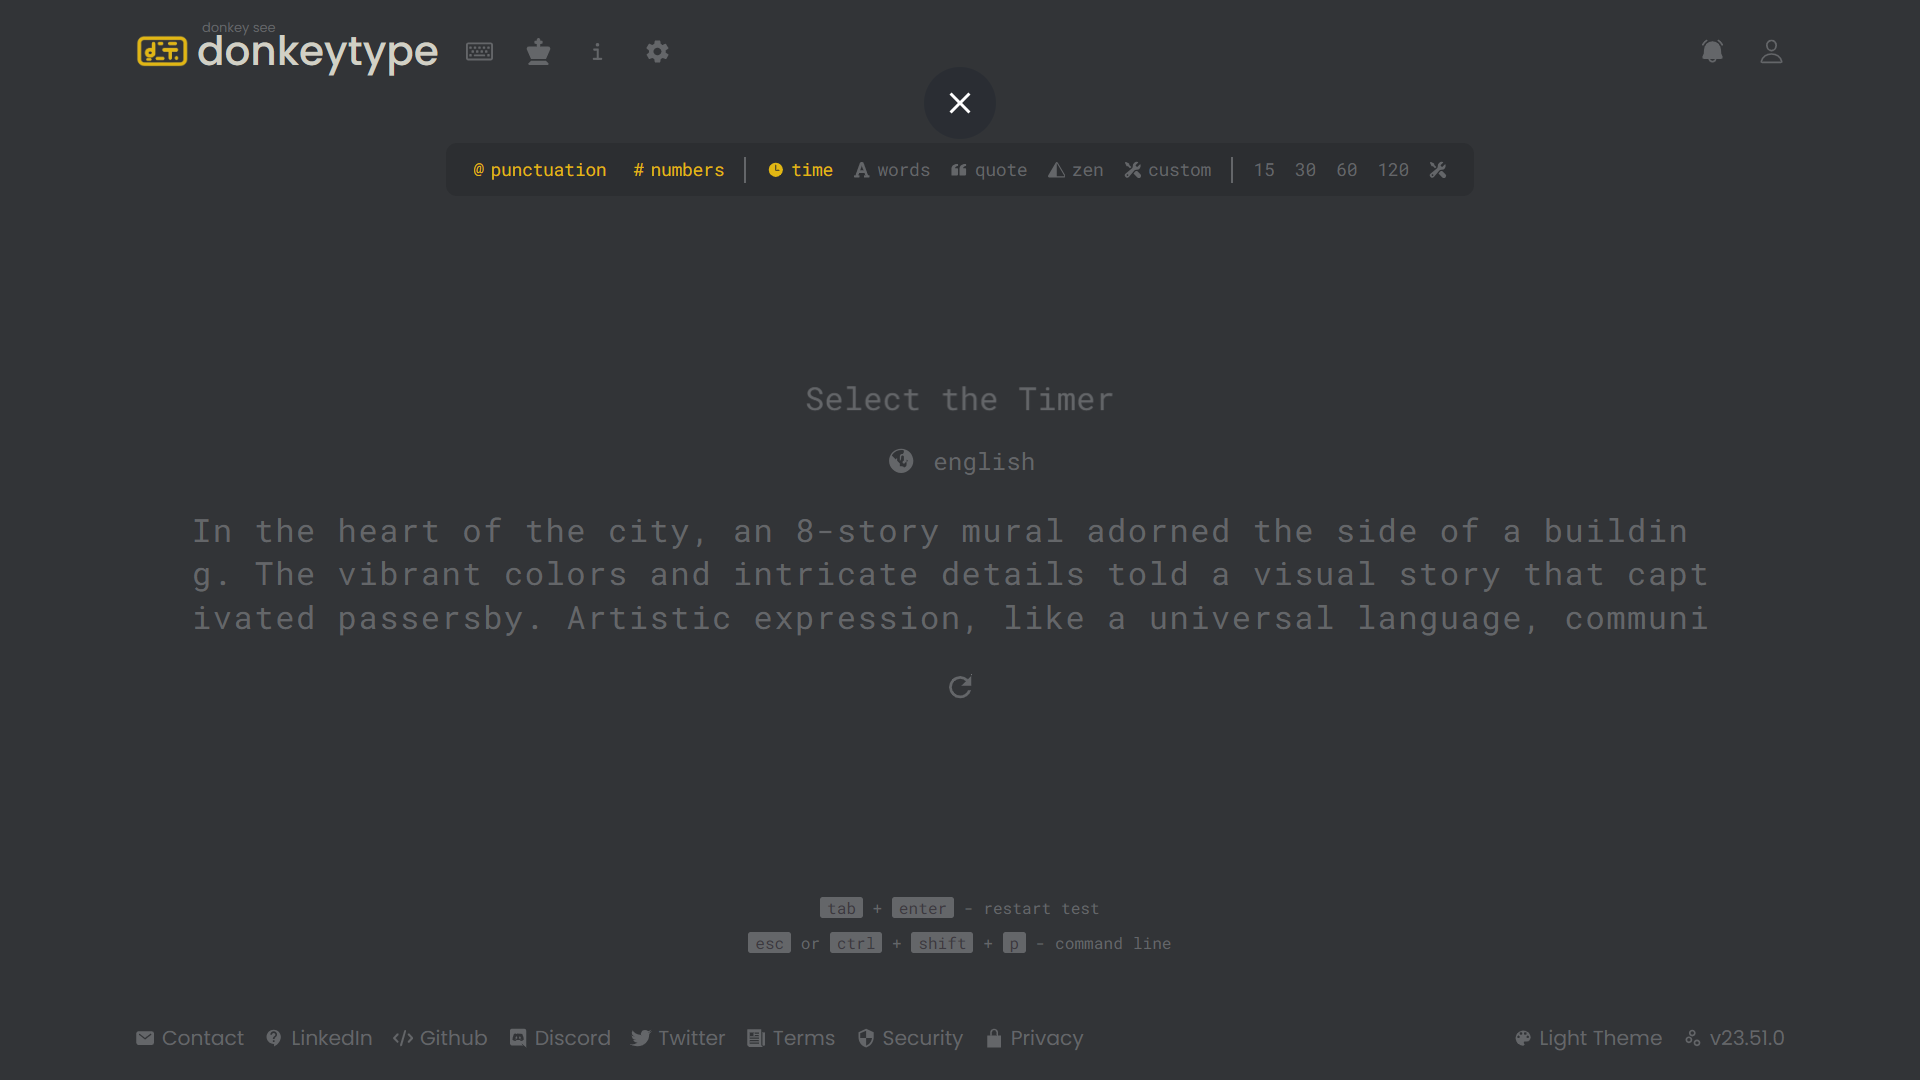 donkey see
donkeytype
@ punctuation # numbers time words quote zen custom 15 30 60 120
Select the Timer
english
In the heart of the city, an 8-story mural adorned the side of a buildin
g. The vibrant colors and intricate details told a visual story that capt
ivated passersby. Artistic expression, like a universal language, communi
tab + enter - restart test
esc or ctrl + shift + p - command line
Contact LinkedIn Github Discord Twitter Terms Security Privacy Light Theme v23.51.0